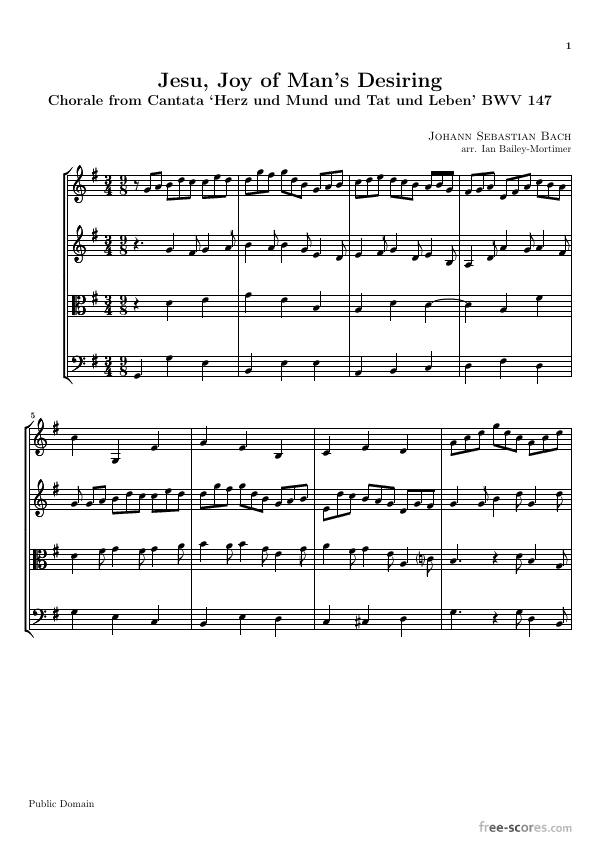 1
Jesu, Joy of Man's Desiring
Chorale from Cantata ‘Herz und Mund und Tat und Leben’ BWV 147
Johann Sebastian Bach
arr. Ian Bailey-Mortimer
3 9
4 8
3 9
4 8
3 9
4 8
3 9
4 8
5
Public Domain
free-scores.com